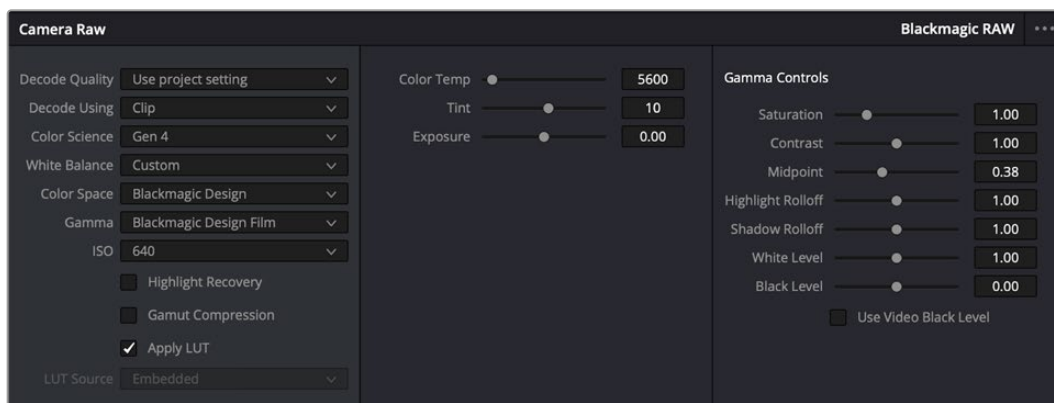 Camera Raw
Blackmagic RAW
Decode Quality Use project setting
Decode Using Clip
Color Science Gen 4
White Balance Custom
Color Space Blackmagic Design
Gamma Blackmagic Design Film
ISO 640
Highlight Recovery
Gamut Compression
Apply LUT
LUT Source Embedded
Color Temp 5600
Tint 10
Exposure 0.00
Gamma Controls
Saturation 1.00
Contrast 1.00
Midpoint 0.38
Highlight Rolloff 1.00
Shadow Rolloff 1.00
White Level 1.00
Black Level 0.00
Use Video Black Level